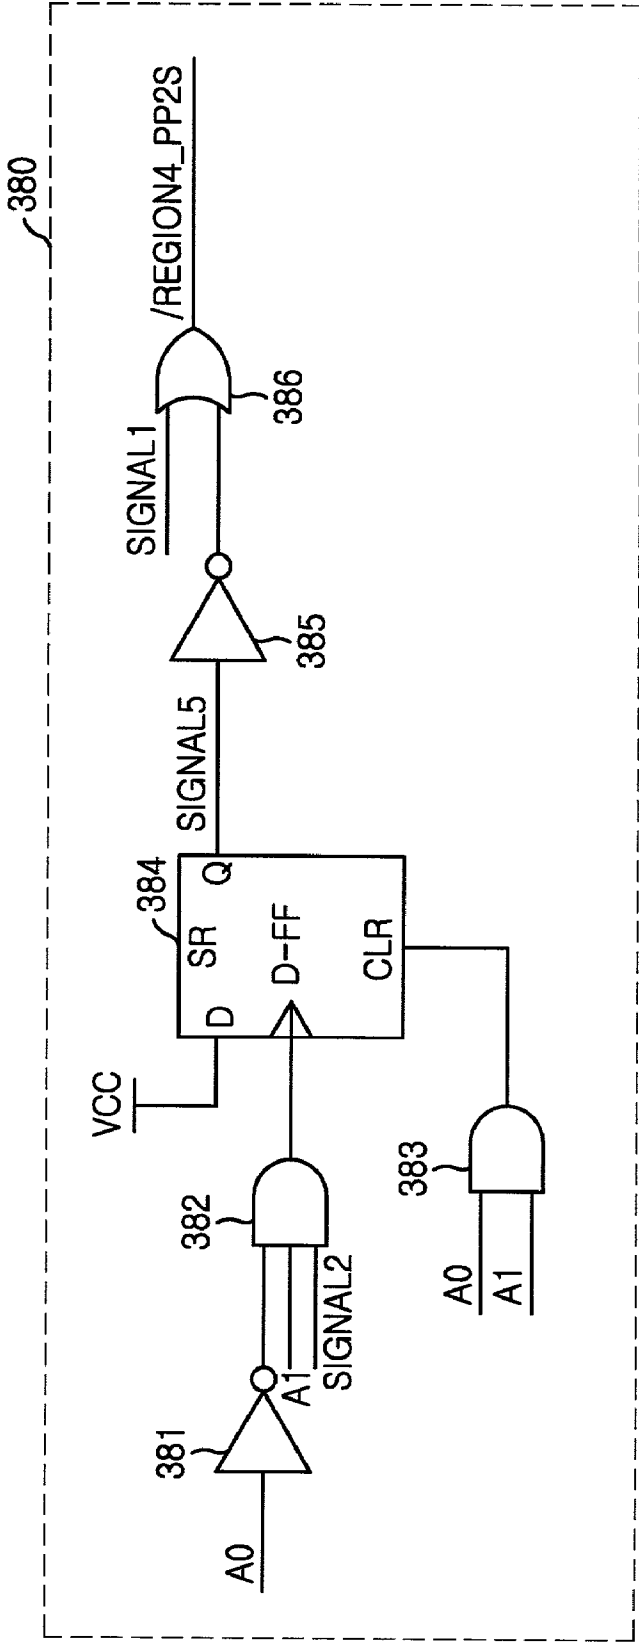 380
A0
381
A1
SIGNAL2
382
VCC
A0
A1
383
384
SR
D
Q
D-FF
CLR
SIGNAL5
385
SIGNAL1
386
/REGION4_PP2S